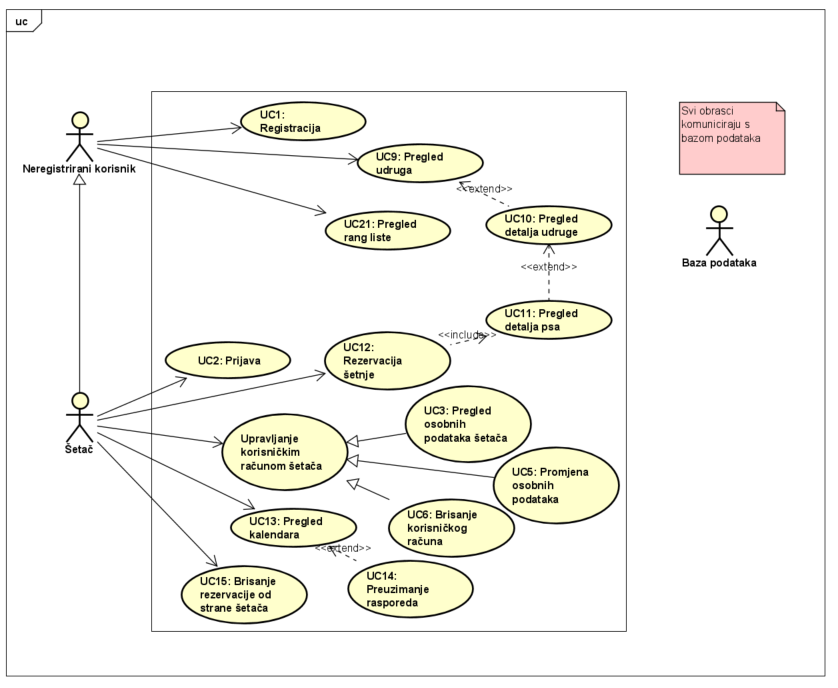 uc
UC1:
Registracija
Svi obrasci
komuniciraju s
bazom podataka
Neregistrirani korisnik
UC9: Pregled
udruga
<<extend>>
UC21: Pregled
rang liste
UC10: Pregled
detalja udruge
Baza podataka
<<extend>>
UC11: Pregled
detalja psa
<<include>>
UC12:
Rezervacija
šetnje
UC2: Prijava
Šetač
UC3: Pregled
osobnih
podataka šetača
Upravljanje
korisničkim
računom šetača
UC5: Promjena
osobnih
podataka
UC6: Brisanje
korisničkog
računa
UC13: Pregled
kalendara
<<extend>>
UC14:
Preuzimanje
rasporeda
UC15: Brisanje
rezervacije od
strane šetača